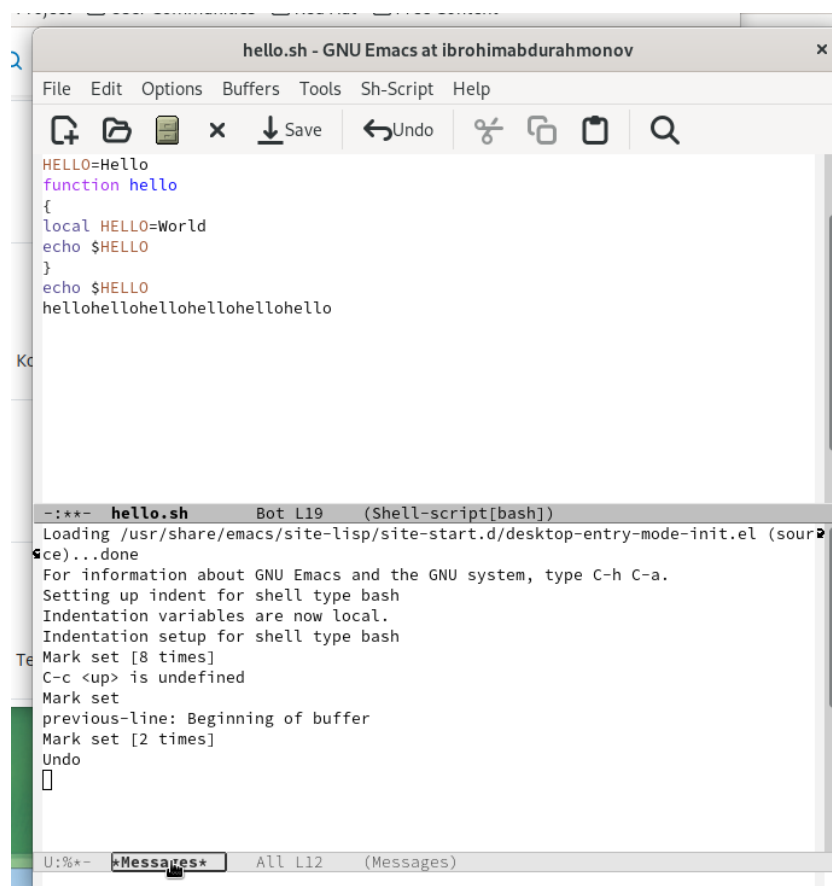 hello.sh - GNU Emacs at ibrohimabdurahmonov ×
File Edit Options Buffers Tools Sh-Script Help
Save Undo
HELLO=Hello
function hello
{
local HELLO=World
echo $HELLO
}
echo $HELLO
hellohellohellohellohellohello
-:**- hello.sh Bot L19 (Shell-script[bash])
Loading /usr/share/emacs/site-lisp/site-start.d/desktop-entry-mode-init.el (sour
ce)...done
For information about GNU Emacs and the GNU system, type C-h C-a.
Setting up indent for shell type bash
Indentation variables are now local.
Indentation setup for shell type bash
Mark set [8 times]
C-c <up> is undefined
Mark set
previous-line: Beginning of buffer
Mark set [2 times]
Undo
U:%*- *Messages* All L12 (Messages)